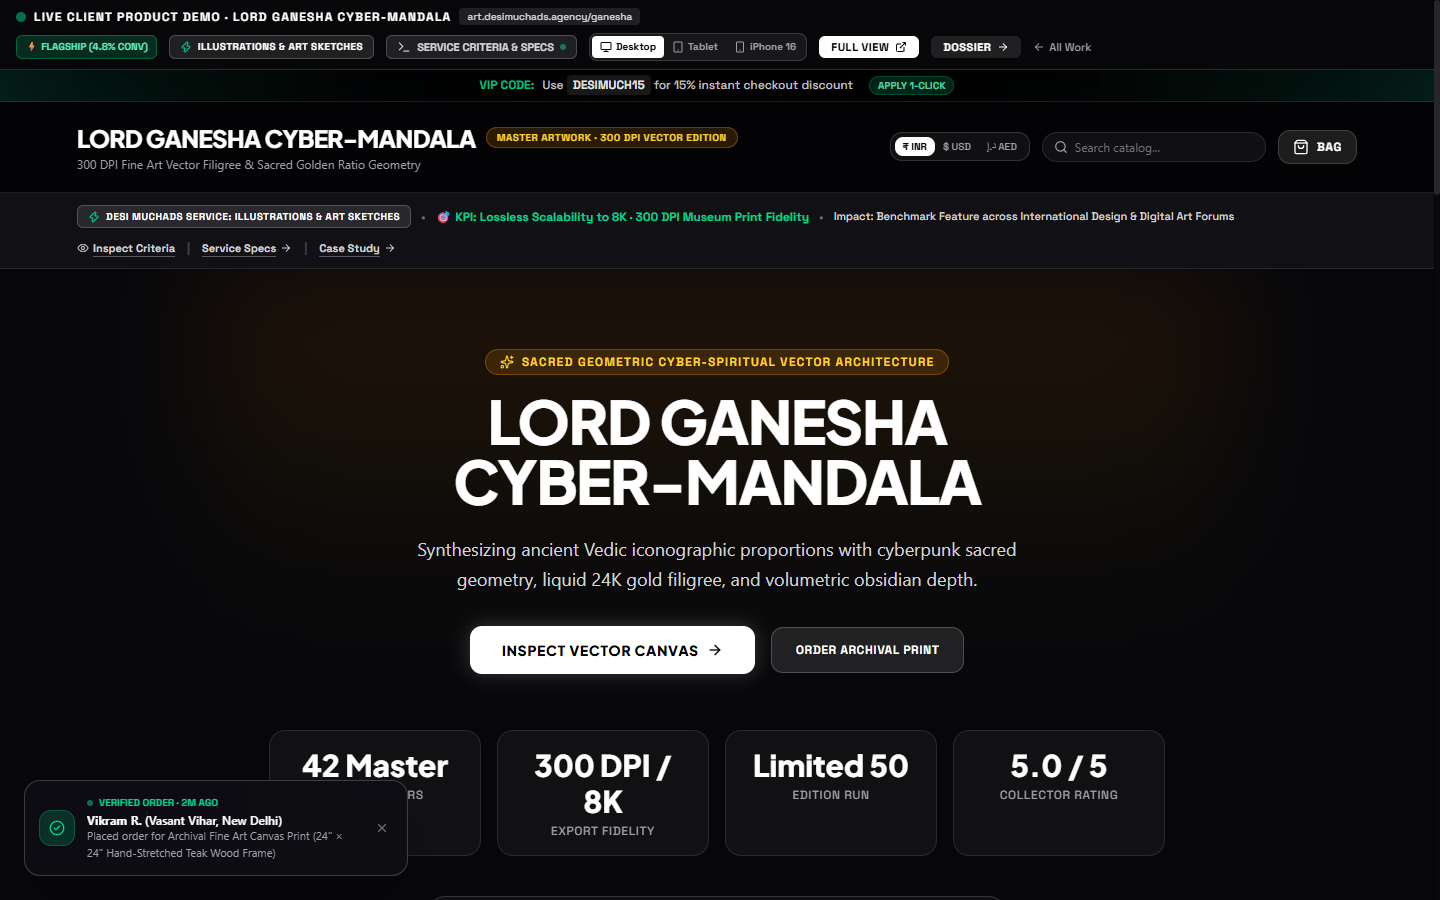 LIVE CLIENT PRODUCT DEMO · LORD GANESHA CYBER-MANDALA art.desimuchads.agency/ganesha
FLAGSHIP (4.8% CONV) ILLUSTRATIONS & ART SKETCHES SERVICE CRITERIA & SPECS Desktop Tablet iPhone 16 FULL VIEW DOSSIER → ← All Work
VIP CODE: Use DESIMUCH15 for 15% instant checkout discount APPLY 1-CLICK
LORD GANESHA CYBER-MANDALA MASTER ARTWORK · 300 DPI VECTOR EDITION
300 DPI Fine Art Vector Filigree & Sacred Golden Ratio Geometry
₹ INR $ USD د.إ AED Search catalog... BAG
DESI MUCHADS SERVICE: ILLUSTRATIONS & ART SKETCHES • 🎯 KPI: Lossless Scalability to 8K · 300 DPI Museum Print Fidelity • Impact: Benchmark Feature across International Design & Digital Art Forums
Inspect Criteria | Service Specs → | Case Study →
SACRED GEOMETRIC CYBER-SPIRITUAL VECTOR ARCHITECTURE
LORD GANESHA
CYBER-MANDALA
Synthesizing ancient Vedic iconographic proportions with cyberpunk sacred
geometry, liquid 24K gold filigree, and volumetric obsidian depth.
INSPECT VECTOR CANVAS → ORDER ARCHIVAL PRINT
42 Master
RS
300 DPI /
8K
EXPORT FIDELITY
Limited 50
EDITION RUN
5.0 / 5
COLLECTOR RATING
VERIFIED ORDER · 2M AGO
Vikram R. (Vasant Vihar, New Delhi)
Placed order for Archival Fine Art Canvas Print (24" ×
24" Hand-Stretched Teak Wood Frame)